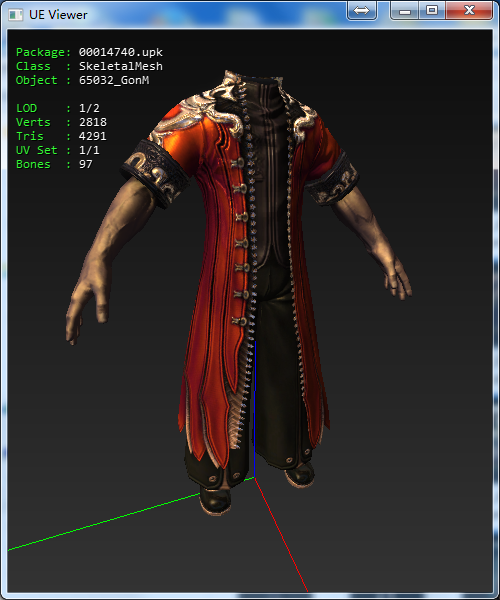 UE Viewer
Package: 00014740.upk
Class : SkeletalMesh
Object : 65032_GonM
LOD : 1/2
Verts : 2818
Tris : 4291
UV Set : 1/1
Bones : 97